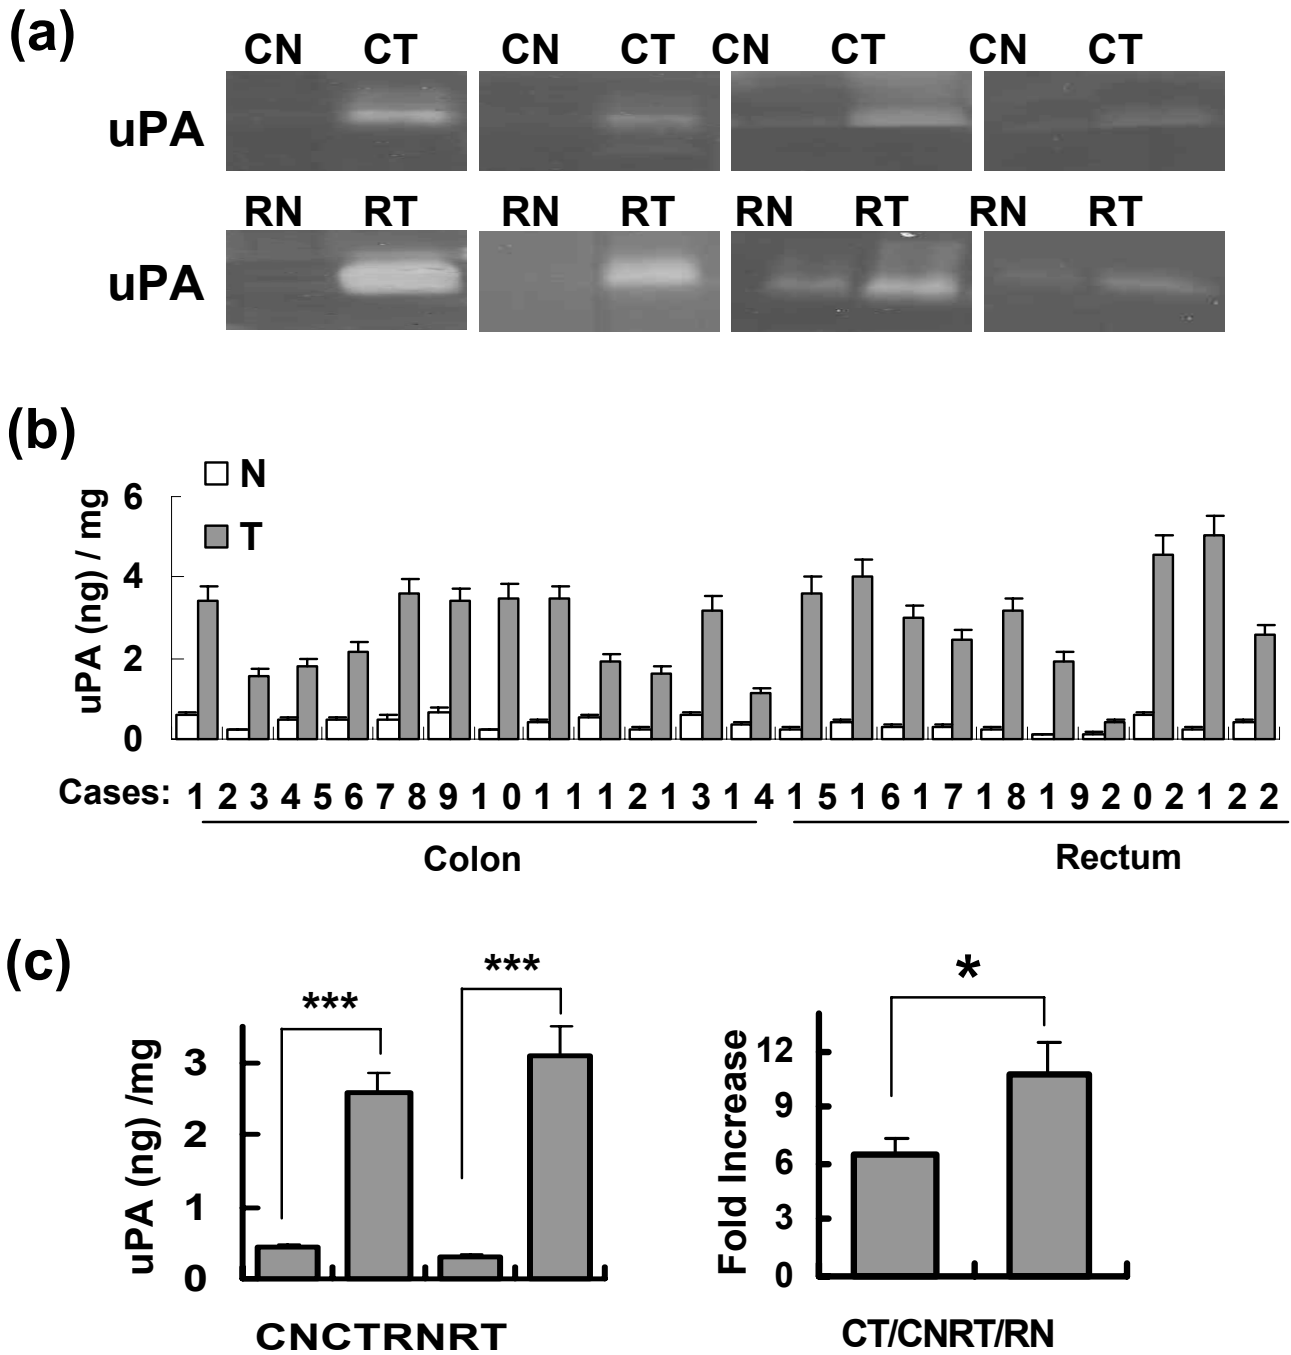 (a)
CN CT CN CT CN CT CN CT
uPA
RN RT RN RT RN RT RN RT
uPA
(b)
uPA (ng) / mg
6
4
2
0
N
T
Cases: 1 2 3 4 5 6 7 8 9 1 0 1 1 1 2 1 3 1 4 1 5 1 6 1 7 1 8 1 9 2 0 2 1 2 2
Colon Rectum
(c)
uPA (ng) /mg
3
2
1
0
*** ***
CNCTRNRT
Fold Increase
12
9
6
3
0
*
CT/CNRT/RN